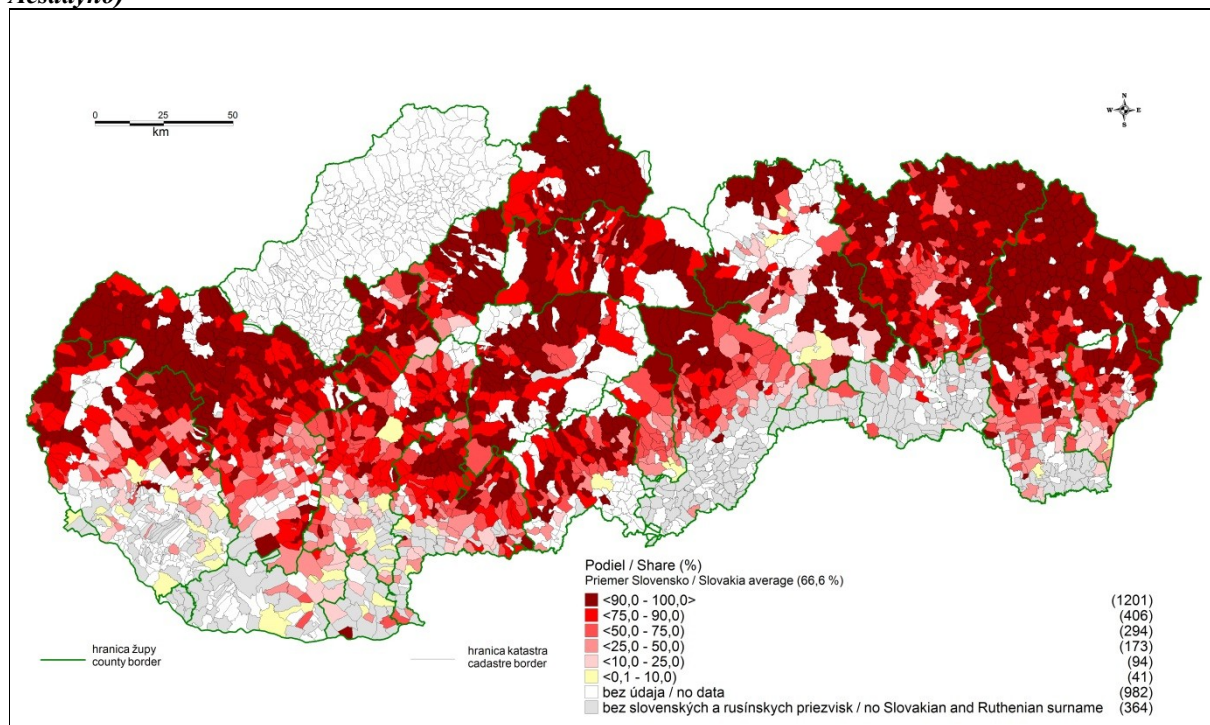 0 25 50
km
N
W E
S
Podiel / Share (%)
Priemer Slovensko / Slovakia average (66,6 %)
<90,0 - 100,0> (1201)
<75,0 - 90,0) (406)
<50,0 - 75,0) (294)
<25,0 - 50,0) (173)
<10,0 - 25,0) (94)
<0,1 - 10,0) (41)
bez údaja / no data (982)
bez slovenských a rusínskych priezvisk / no Slovakian and Ruthenian surname (364)
hranica župy
county border
hranica katastra
cadastre border